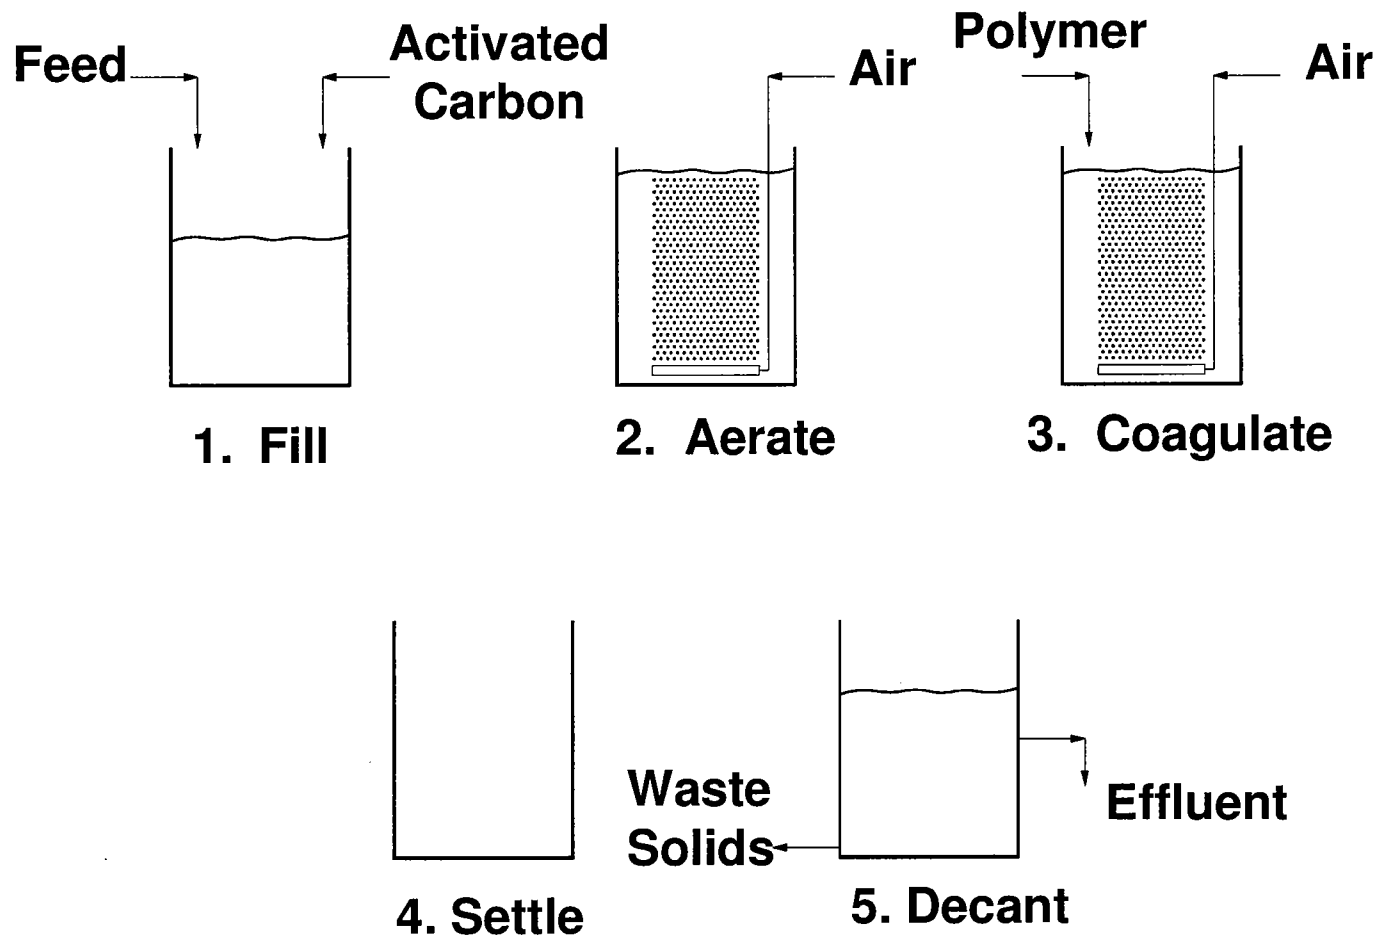 Feed
Activated
Carbon
Air
Polymer
Air
1. Fill
2. Aerate
3. Coagulate
Waste
Solids
Effluent
4. Settle
5. Decant